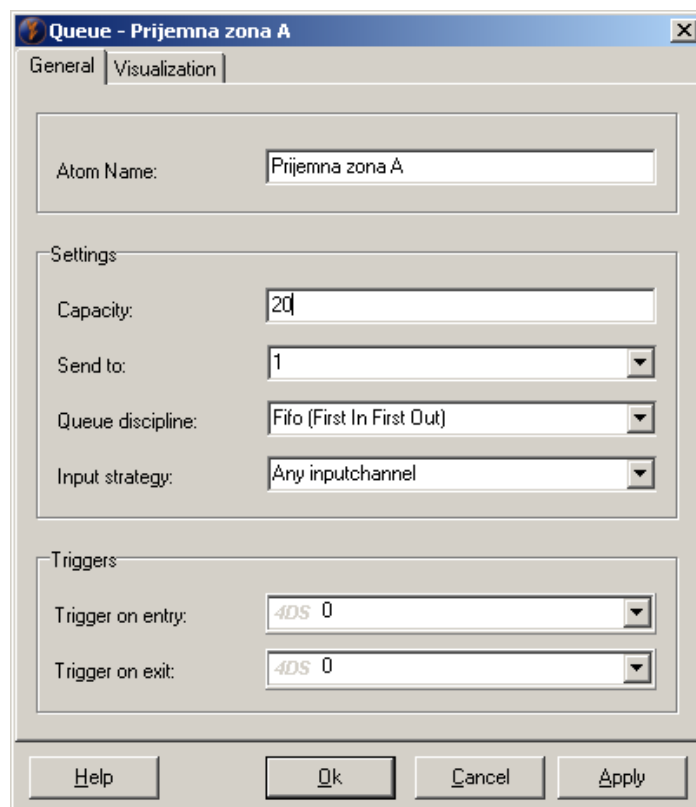 Queue - Prijemna zona A
General Visualization
Atom Name: Prijemna zona A
Settings
Capacity: 20
Send to: 1
Queue discipline: Fifo (First In First Out)
Input strategy: Any inputchannel
Triggers
Trigger on entry: 4DS 0
Trigger on exit: 4DS 0
Help Ok Cancel Apply